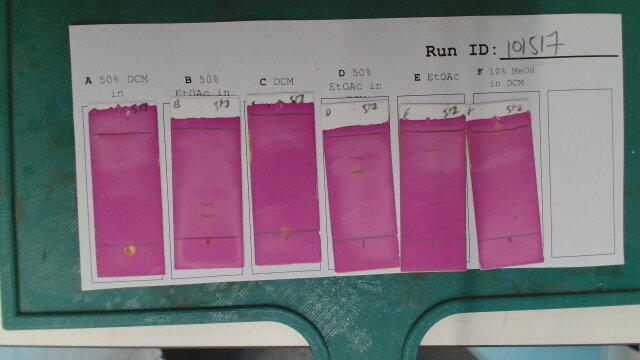 Run ID: 101517
A 50% DCM
in
B 50%
EtOAc in
C DCM
D 50%
EtOAc in
E EtOAc
F 10% MeOH
in DCM
B
D
E
F